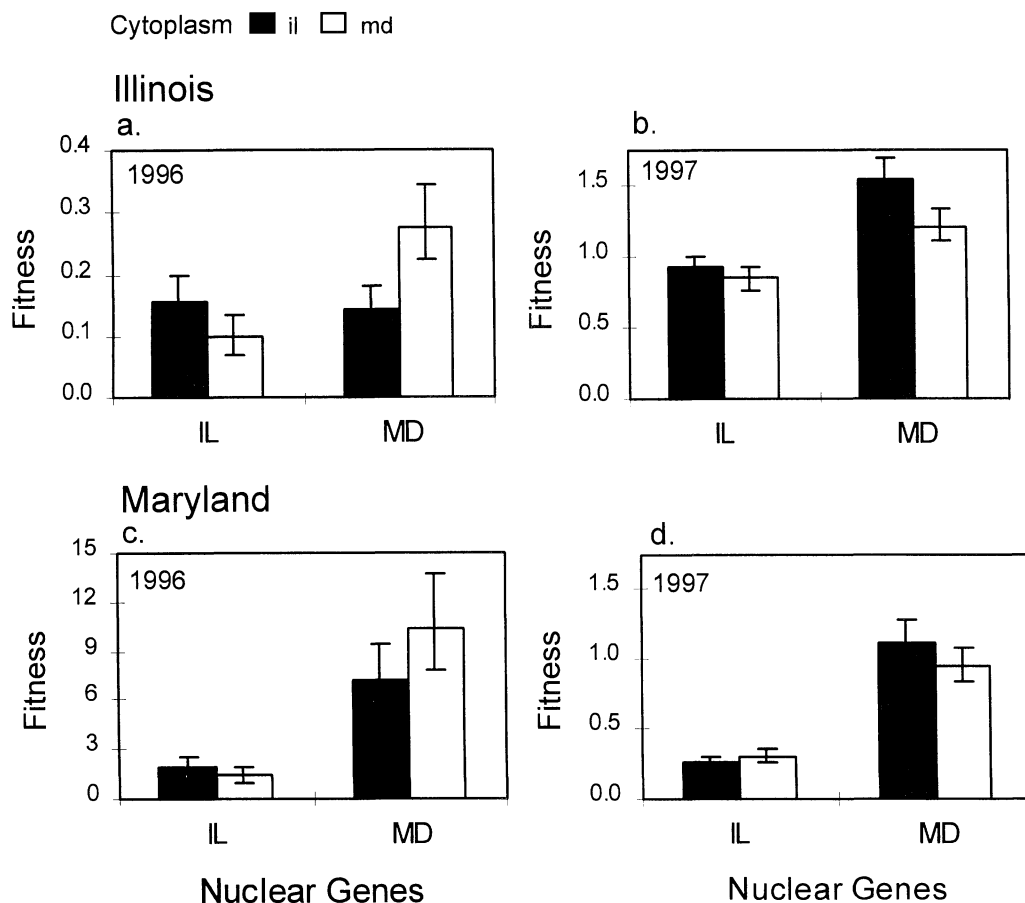 Cytoplasm il md
Illinois
a.
b.
0.4
0.3
0.2
0.1
0.0
1996
Fitness
IL MD
1.5
1.0
0.5
0.0
1997
Fitness
IL MD
Maryland
c.
d.
15
12
9
6
3
0
1996
Fitness
IL MD
Nuclear Genes
1.5
1.0
0.5
0.0
1997
Fitness
IL MD
Nuclear Genes